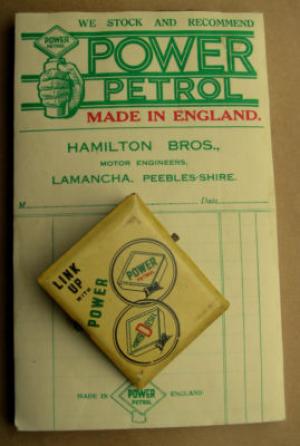 WE STOCK AND RECOMMEND
POWER
PETROL
POWER
PETROL
MADE IN ENGLAND.
HAMILTON BROS.,
MOTOR ENGINEERS,
LAMANCHA, PEEBLES-SHIRE.
M
Date
LINK
UP
WITH
POWER
POWER
MADE IN
POWER
PETROL
ENGLAND